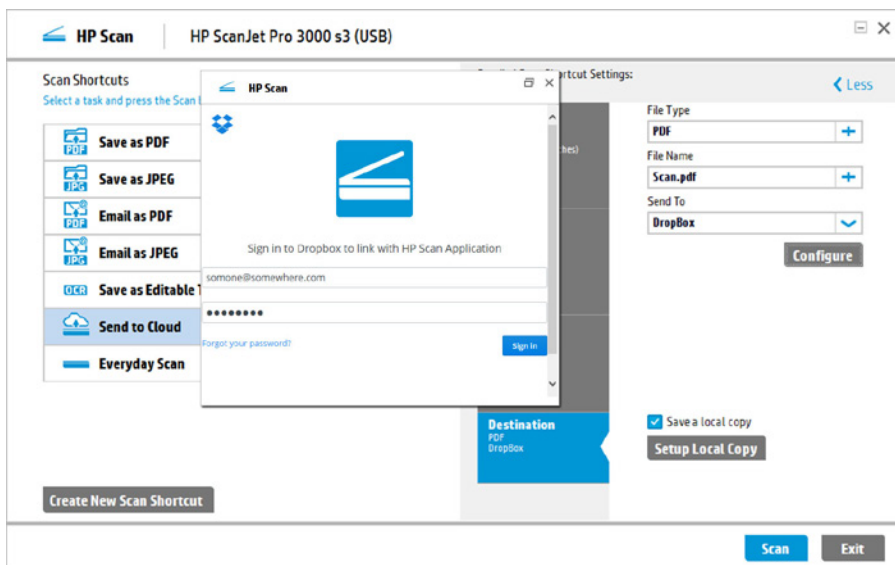 HP Scan
HP ScanJet Pro 3000 s3 (USB)
Scan Shortcuts
Select a task and press the Scan
Save as PDF
Save as JPEG
Email as PDF
Email as JPEG
OCR Save as Editable
Send to Cloud
Everyday Scan
Create New Scan Shortcut
HP Scan
Sign in to Dropbox to link with HP Scan Application
somone@somewhere.com
Forgot your password?
Sign in
Shortcut Settings:
Less
File Type
PDF
File Name
Scan.pdf
Send To
DropBox
Configure
Destination
PDF
DropBox
Save a local copy
Setup Local Copy
Scan
Exit